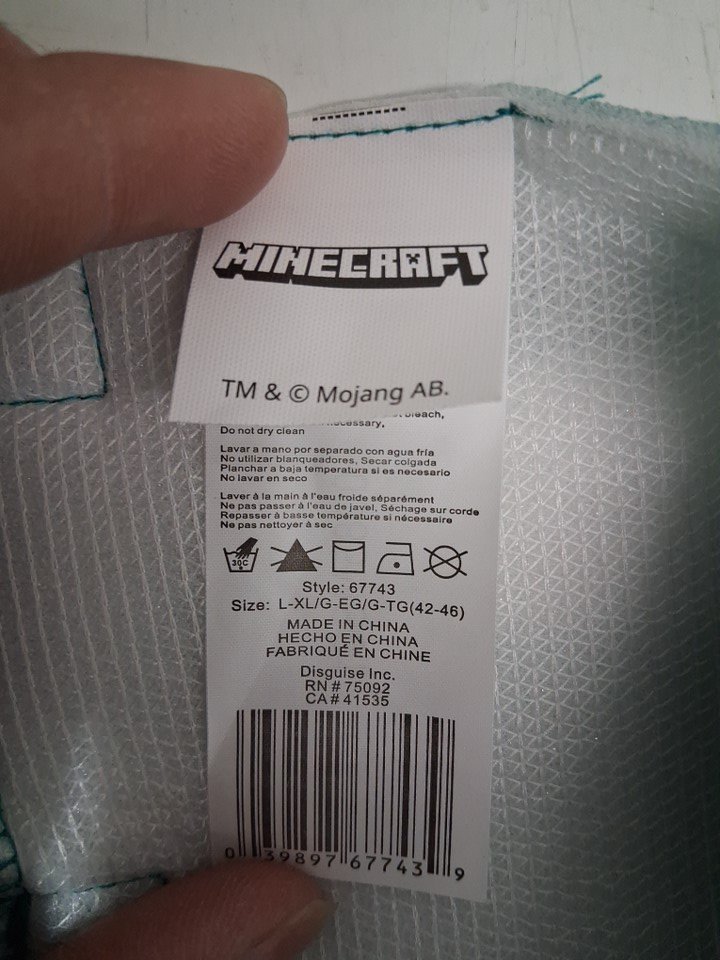 MINECRAFT
TM & © Mojang AB.
bleach,
necessary,
Do not dry clean
Lavar a mano por separado con agua fría
No utilizar blanqueadores, Secar colgada
Planchar a baja temperatura si es necesario
No lavar en seco
Laver à la main à l'eau froide séparément
Ne pas passer à l'eau de javel, Séchage sur corde
Repasser à basse température si nécessaire
Ne pas nettoyer à sec
30C
Style: 67743
Size: L-XL/G-EG/G-TG(42-46)
MADE IN CHINA
HECHO EN CHINA
FABRIQUÉ EN CHINE
Disguise Inc.
RN # 75092
CA # 41535
0 39897 67743 9